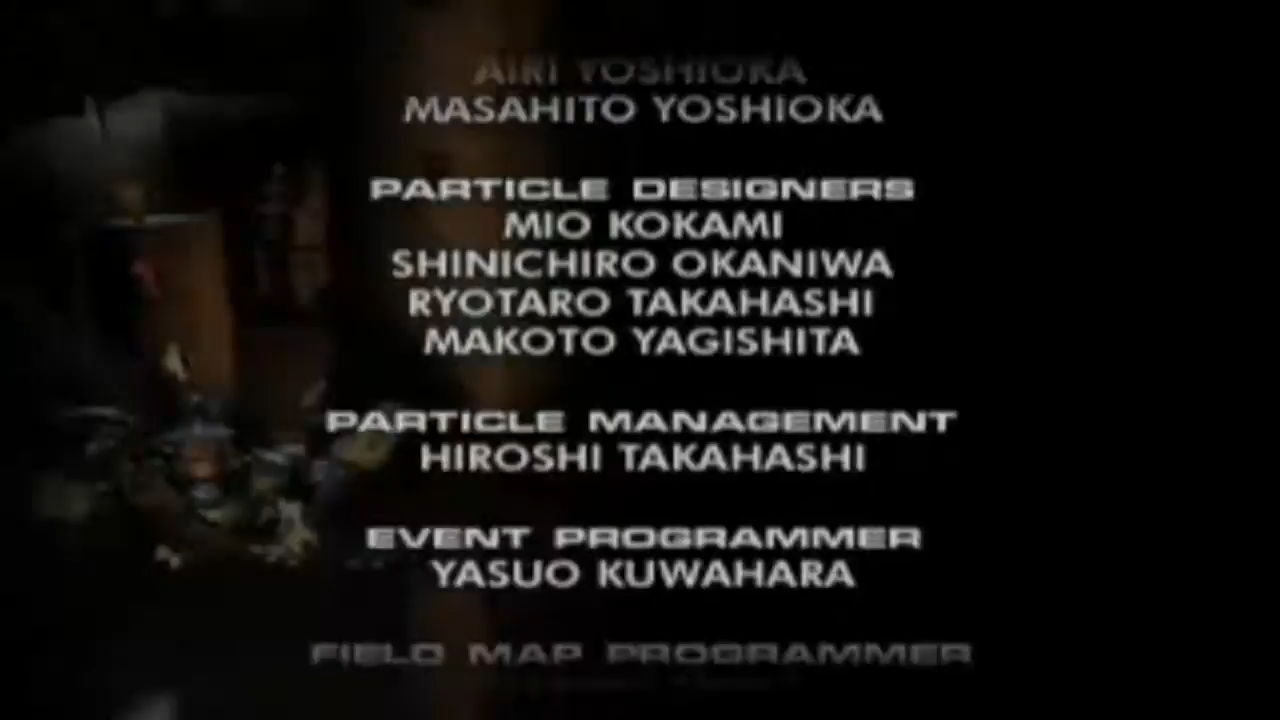 AIRI YOSHIOKA
MASAHITO YOSHIOKA
PARTICLE DESIGNERS
MIO KOKAMI
SHINICHIRO OKANIWA
RYOTARO TAKAHASHI
MAKOTO YAGISHITA
PARTICLE MANAGEMENT
HIROSHI TAKAHASHI
EVENT PROGRAMMER
YASUO KUWAHARA
FIELD MAP PROGRAMMER